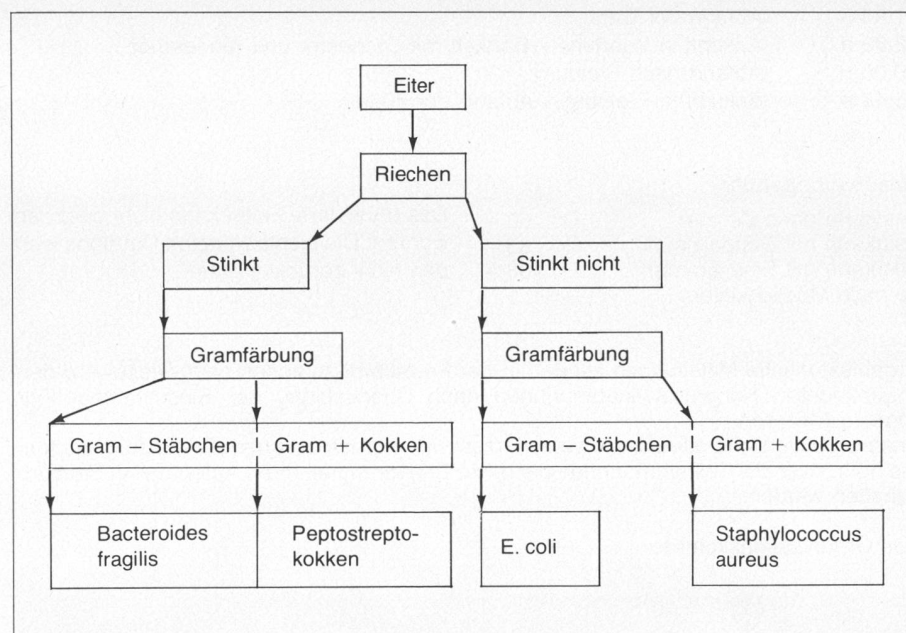 Eiter
Riechen
Stinkt
Stinkt nicht
Gramfärbung
Gramfärbung
Gram – Stäbchen
Gram + Kokken
Gram – Stäbchen
Gram + Kokken
Bacteroides
fragilis
Peptostrepto-
kokken
E. coli
Staphylococcus
aureus